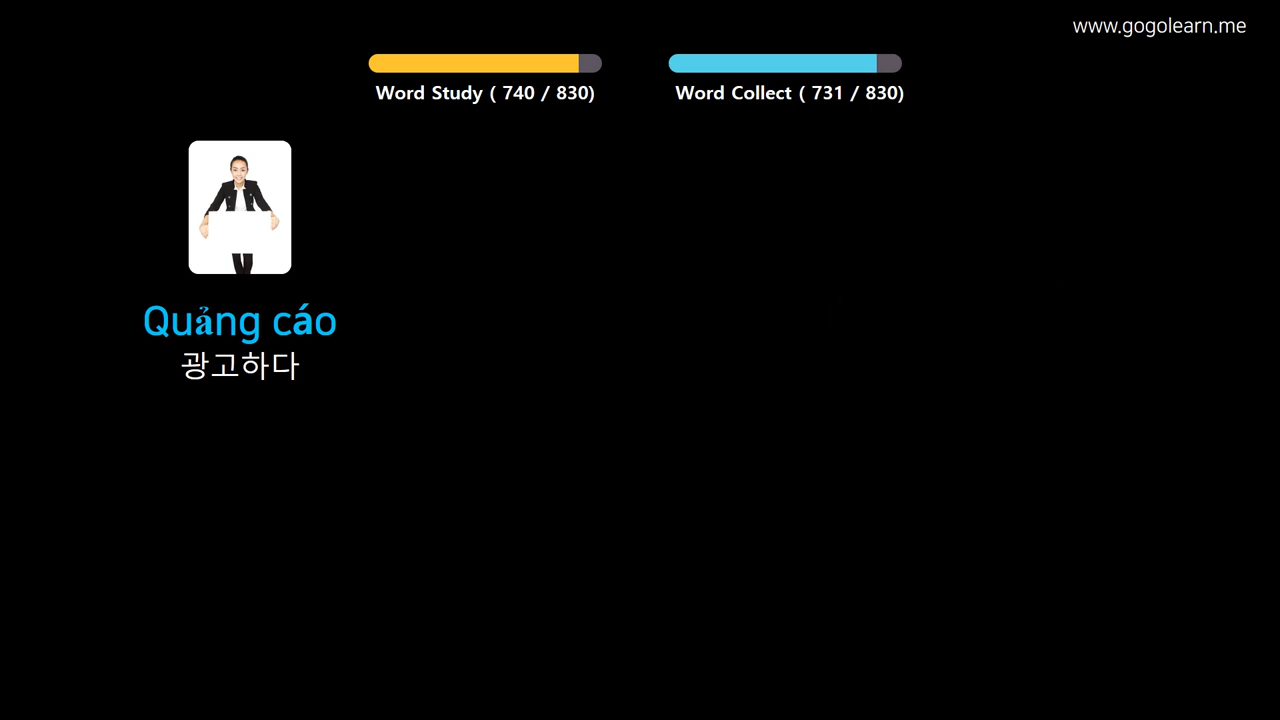 www.gogolearn.me
Word Study ( 740 / 830)
Word Collect ( 731 / 830)
Quảng cáo
광고하다